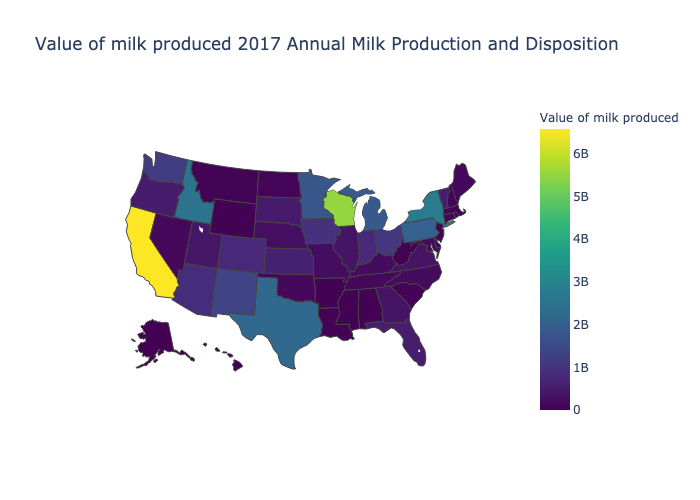 Value of milk produced 2017 Annual Milk Production and Disposition
Value of milk produced
6B
5B
4B
3B
2B
1B
0